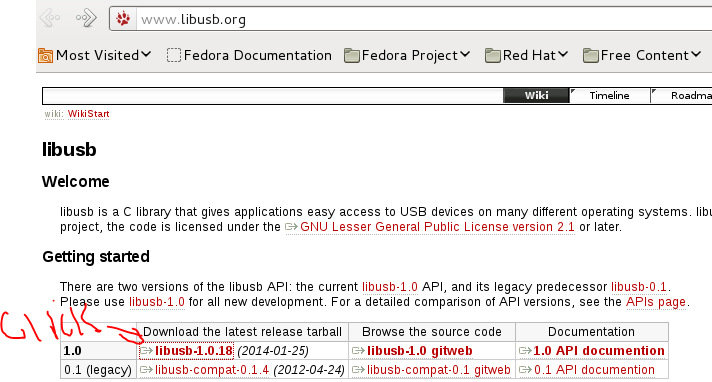 www.libusb.org
Most Visited Fedora Documentation Fedora Project Red Hat Free Content
Wiki Timeline Roadma
wiki: WikiStart
libusb
Welcome
libusb is a C library that gives applications easy access to USB devices on many different operating systems. libu
project, the code is licensed under the GNU Lesser General Public License version 2.1 or later.
Getting started
There are two versions of the libusb API: the current libusb-1.0 API, and its legacy predecessor libusb-0.1.
Please use libusb-1.0 for all new development. For a detailed comparison of API versions, see the APIs page.
Click
Download the latest release tarball Browse the source code Documentation
1.0 libusb-1.0.18 (2014-01-25) libusb-1.0 gitweb 1.0 API documentation
0.1 (legacy) libusb-compat-0.1.4 (2012-04-24) libusb-compat-0.1 gitweb 0.1 API documentation